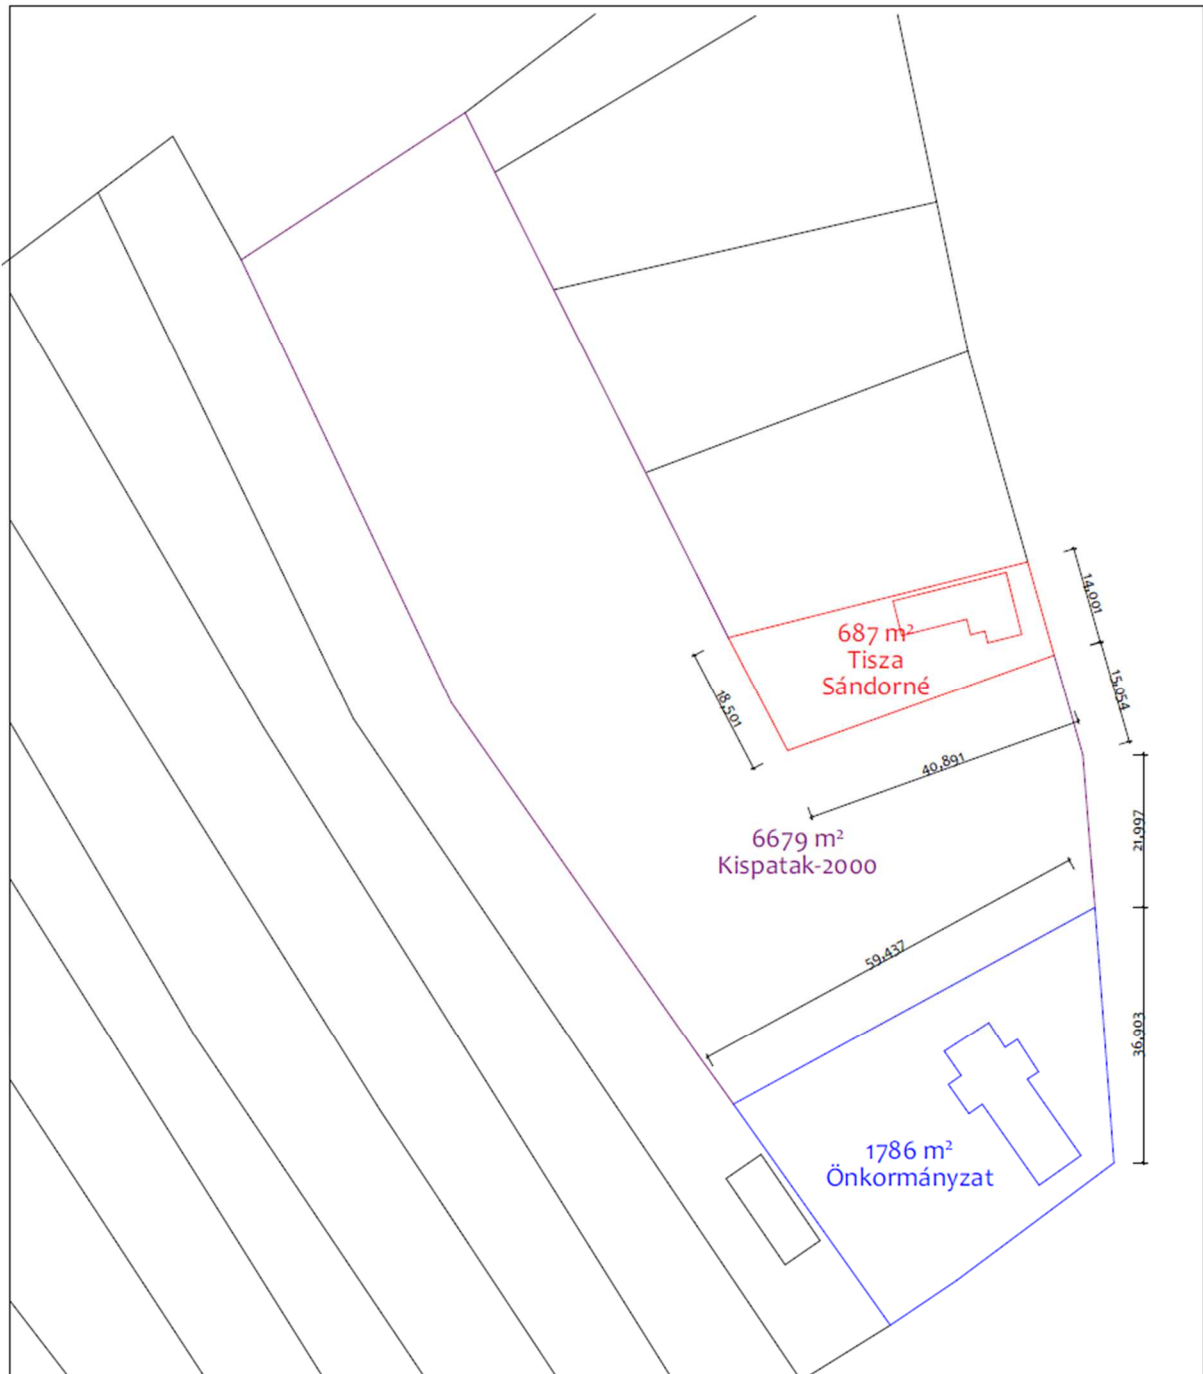 14,001
687 m²
Tisza
Sándorné
15,054
18,501
40,891
21,997
6679 m²
Kispatak-2000
59,437
36,903
1786 m²
Önkormányzat